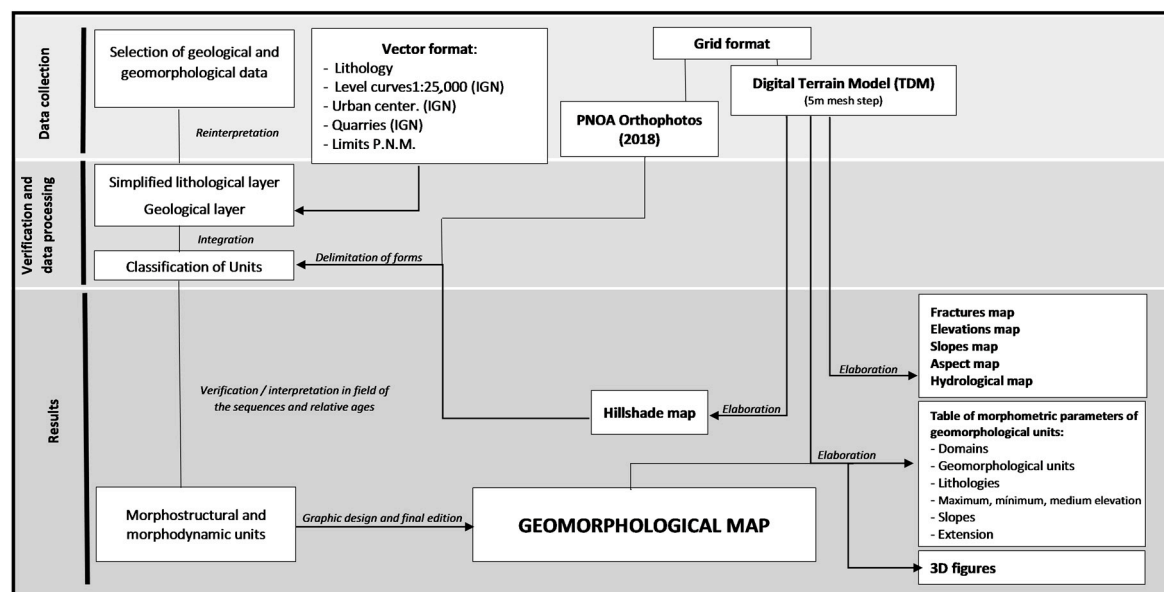 Data collection
Selection of geological and
geomorphological data
Vector format:
- Lithology
- Level curves1:25,000 (IGN)
- Urban center. (IGN)
- Quarries (IGN)
- Limits P.N.M.
Grid format
Digital Terrain Model (TDM)
(5m mesh step)
PNOA Orthophotos
(2018)
Reinterpretation
Verification and
data processing
Simplified lithological layer
Geological layer
Integration
Classification of Units
Delimitation of forms
Results
Verification / interpretation in field of
the sequences and relative ages
Hillshade map
Elaboration
Elaboration
Fractures map
Elevations map
Slopes map
Aspect map
Hydrological map
Elaboration
Table of morphometric parameters of
geomorphological units:
- Domains
- Geomorphological units
- Lithologies
- Maximum, mínimum, medium elevation
- Slopes
- Extension
Morphostructural and
morphodynamic units
Graphic design and final edition
GEOMORPHOLOGICAL MAP
3D figures